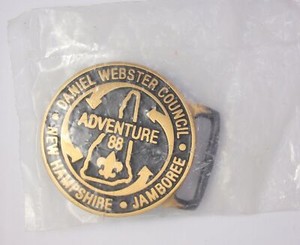 DANIEL WEBSTER COUNCIL
ADVENTURE
88
NEW HAMPSHIRE • JAMBOREE